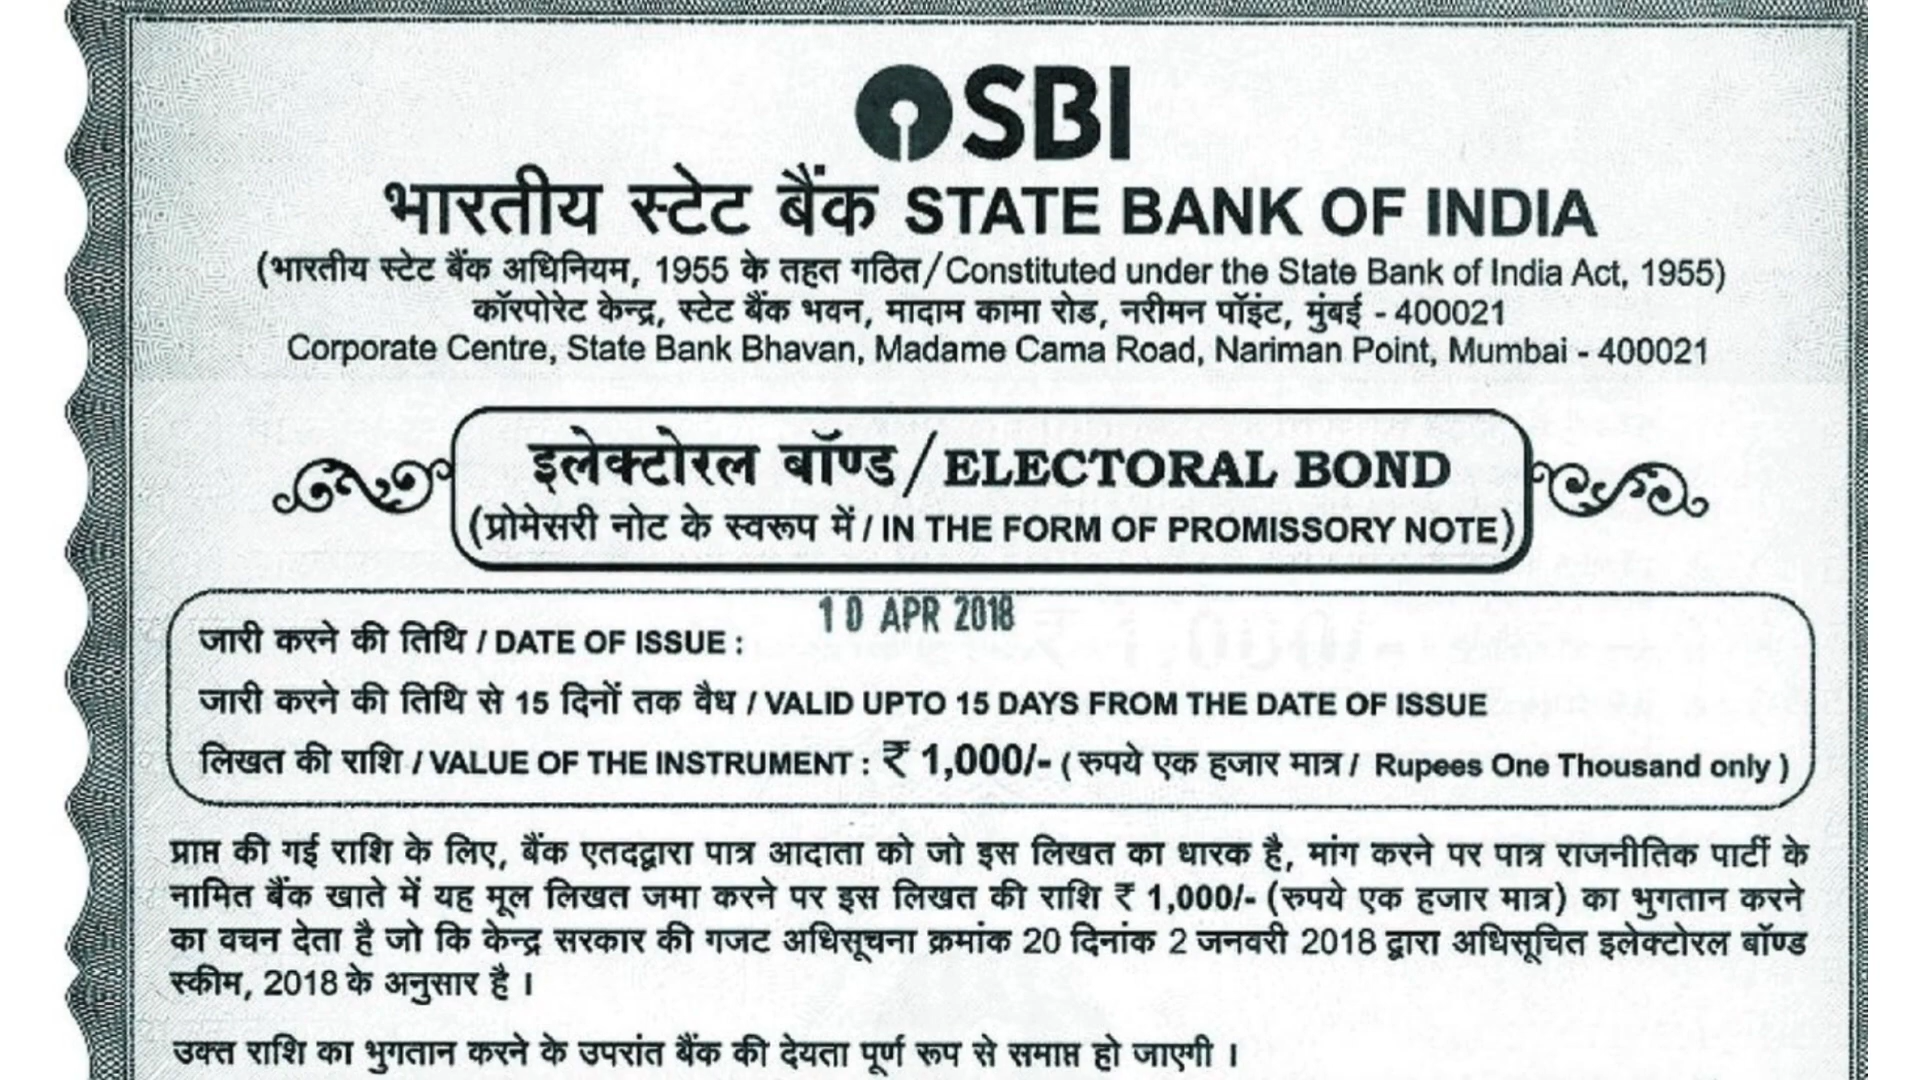 SBI
भारतीय स्टेट बैंक STATE BANK OF INDIA
(भारतीय स्टेट बैंक अधिनियम, 1955 के तहत गठित/Constituted under the State Bank of India Act, 1955)
कॉरपोरेट केन्द्र, स्टेट बैंक भवन, मादाम कामा रोड, नरीमन पॉइंट, मुंबई - 400021
Corporate Centre, State Bank Bhavan, Madame Cama Road, Nariman Point, Mumbai - 400021
इलेक्टोरल बॉण्ड/ELECTORAL BOND
(प्रोमेसरी नोट के स्वरूप में/IN THE FORM OF PROMISSORY NOTE)
10 APR 2018
जारी करने की तिथि / DATE OF ISSUE :
जारी करने की तिथि से 15 दिनों तक वैध / VALID UPTO 15 DAYS FROM THE DATE OF ISSUE
लिखत की राशि / VALUE OF THE INSTRUMENT : ₹ 1,000/- (रुपये एक हजार मात्र/ Rupees One Thousand only)
प्राप्त की गई राशि के लिए, बैंक एतदद्वारा पात्र आदाता को जो इस लिखत का धारक है, मांग करने पर पात्र राजनीतिक पार्टी के
नामित बैंक खाते में यह मूल लिखत जमा करने पर इस लिखत की राशि ₹ 1,000/- (रुपये एक हजार मात्र) का भुगतान करने
का वचन देता है जो कि केन्द्र सरकार की गजट अधिसूचना क्रमांक 20 दिनांक 2 जनवरी 2018 द्वारा अधिसूचित इलेक्टोरल बॉण्ड
स्कीम, 2018 के अनुसार है ।
उक्त राशि का भुगतान करने के उपरांत बैंक की देयता पूर्ण रूप से समाप्त हो जाएगी ।